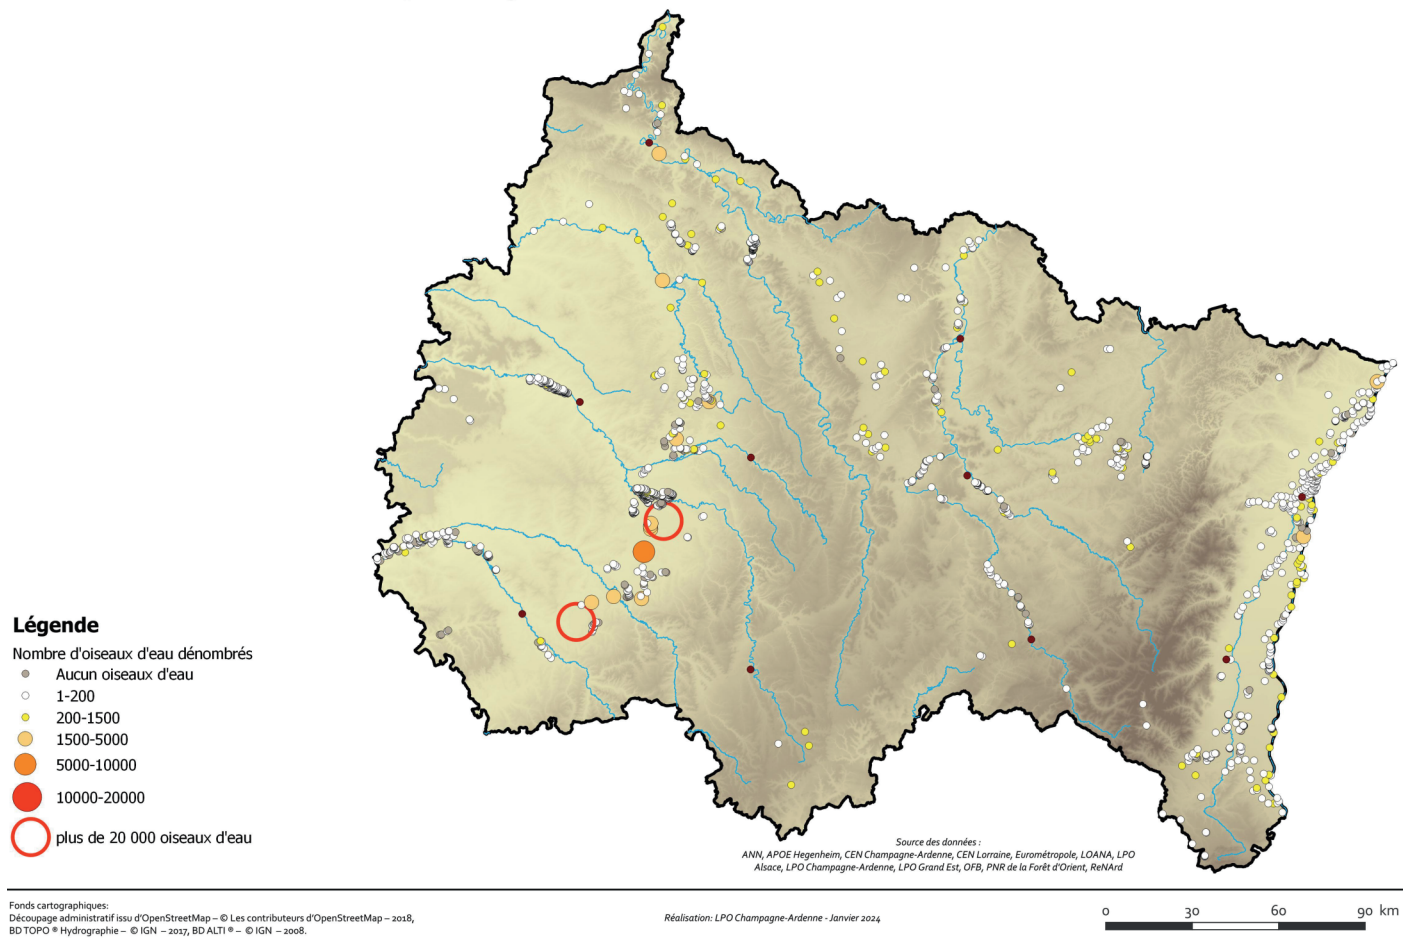 Légende
Nombre d'oiseaux d'eau dénombrés
Aucun oiseaux d'eau
1-200
200-1500
1500-5000
5000-10000
10000-20000
plus de 20 000 oiseaux d'eau
Source des données :
ANN, APOE Hegenheim, CEN Champagne-Ardenne, CEN Lorraine, Eurométropole, LOANA, LPO
Alsace, LPO Champagne-Ardenne, LPO Grand Est, OFB, PNR de la Forêt d'Orient, ReNArd
Fonds cartographiques:
Découpage administratif issu d'OpenStreetMap – © Les contributeurs d'OpenStreetMap – 2018,
BD TOPO ® Hydrographie – © IGN – 2017, BD ALTI ® – © IGN – 2008.
Réalisation: LPO Champagne-Ardenne - Janvier 2024
0 30 60 90 km